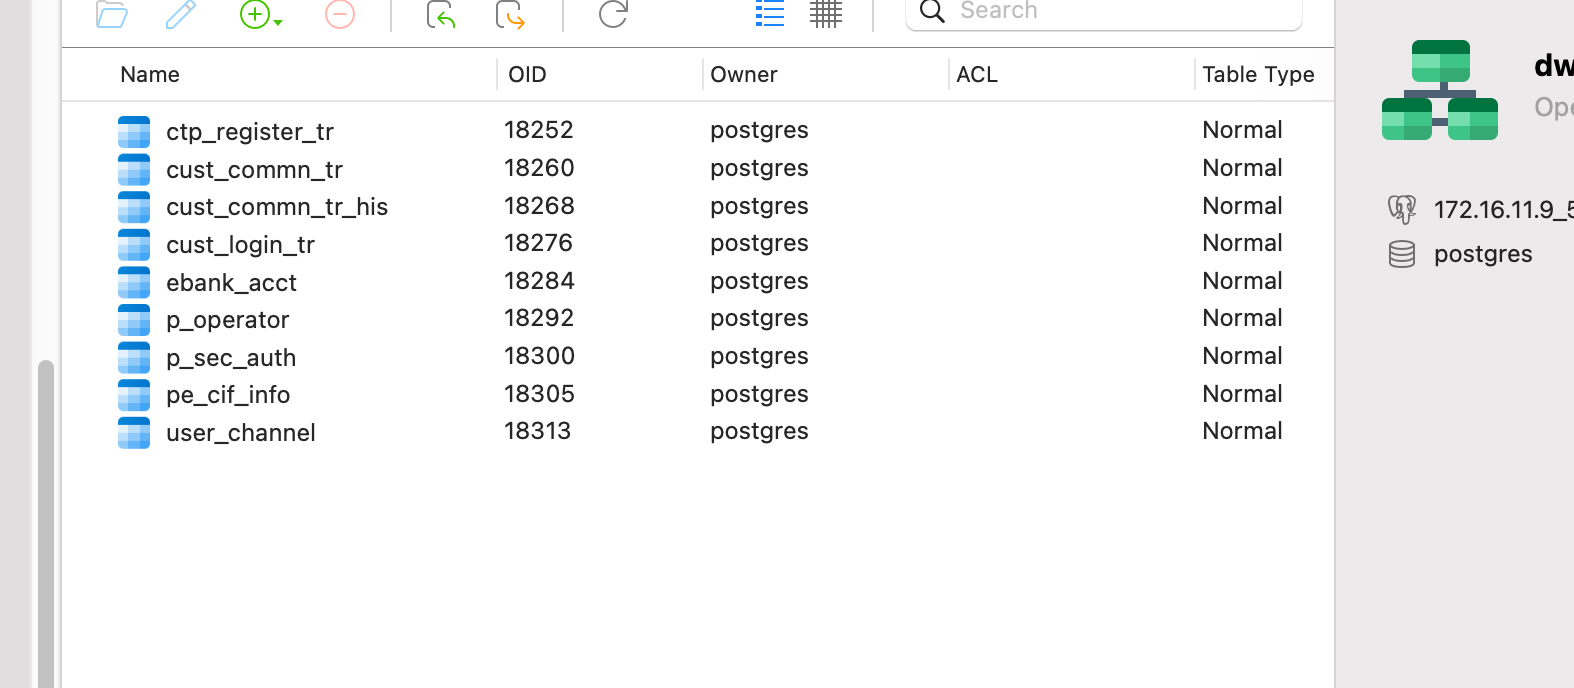 Search
Name OID Owner ACL Table Type
ctp_register_tr 18252 postgres Normal
cust_commn_tr 18260 postgres Normal
cust_commn_tr_his 18268 postgres Normal
cust_login_tr 18276 postgres Normal
ebank_acct 18284 postgres Normal
p_operator 18292 postgres Normal
p_sec_auth 18300 postgres Normal
pe_cif_info 18305 postgres Normal
user_channel 18313 postgres Normal
dw
Ope
172.16.11.9_5
postgres